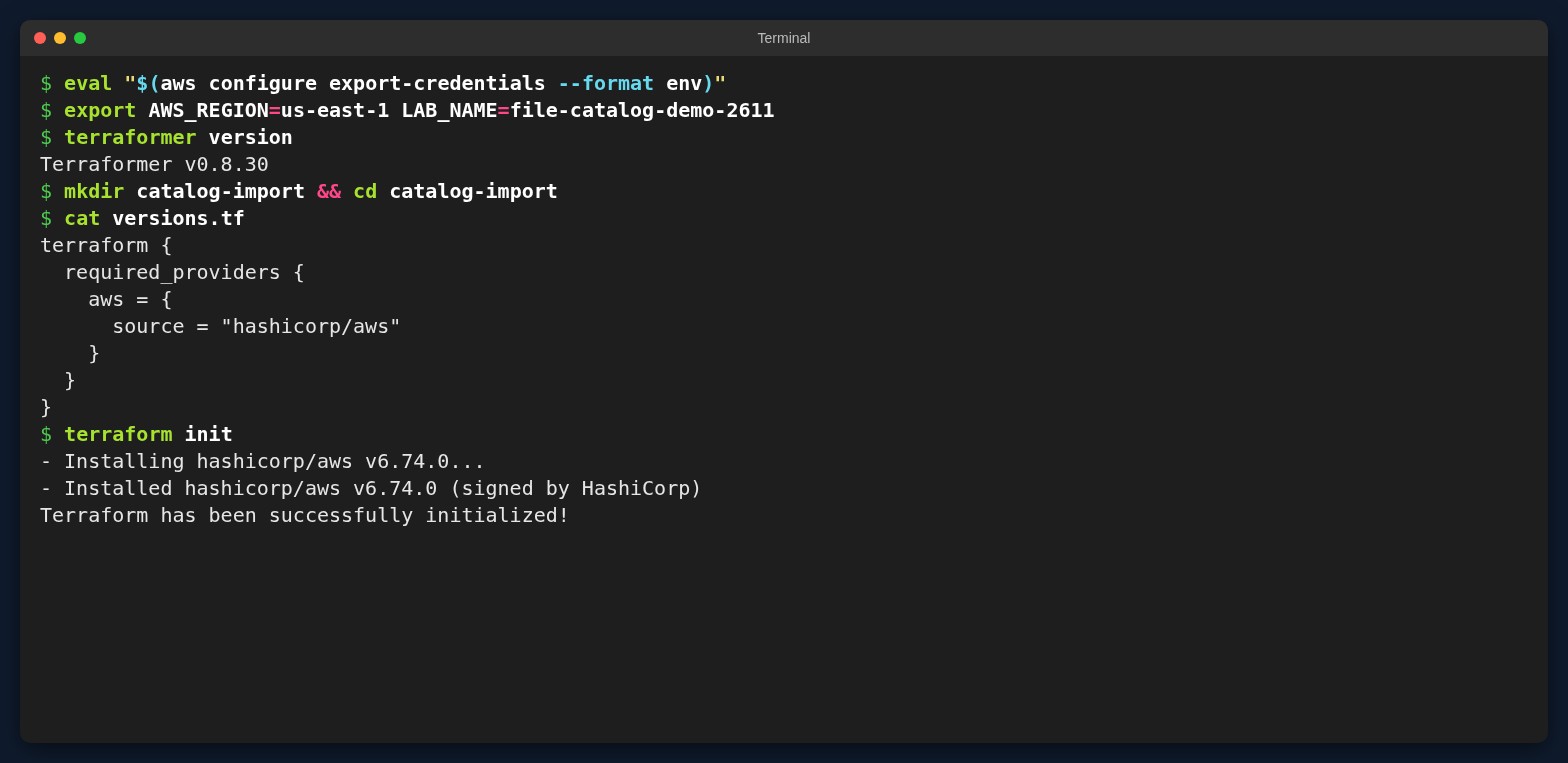 Terminal
$ eval "$(aws configure export-credentials --format env)"
$ export AWS_REGION=us-east-1 LAB_NAME=file-catalog-demo-2611
$ terraformer version
Terraformer v0.8.30
$ mkdir catalog-import && cd catalog-import
$ cat versions.tf
terraform {
  required_providers {
    aws = {
      source = "hashicorp/aws"
    }
  }
}
$ terraform init
- Installing hashicorp/aws v6.74.0...
- Installed hashicorp/aws v6.74.0 (signed by HashiCorp)
Terraform has been successfully initialized!